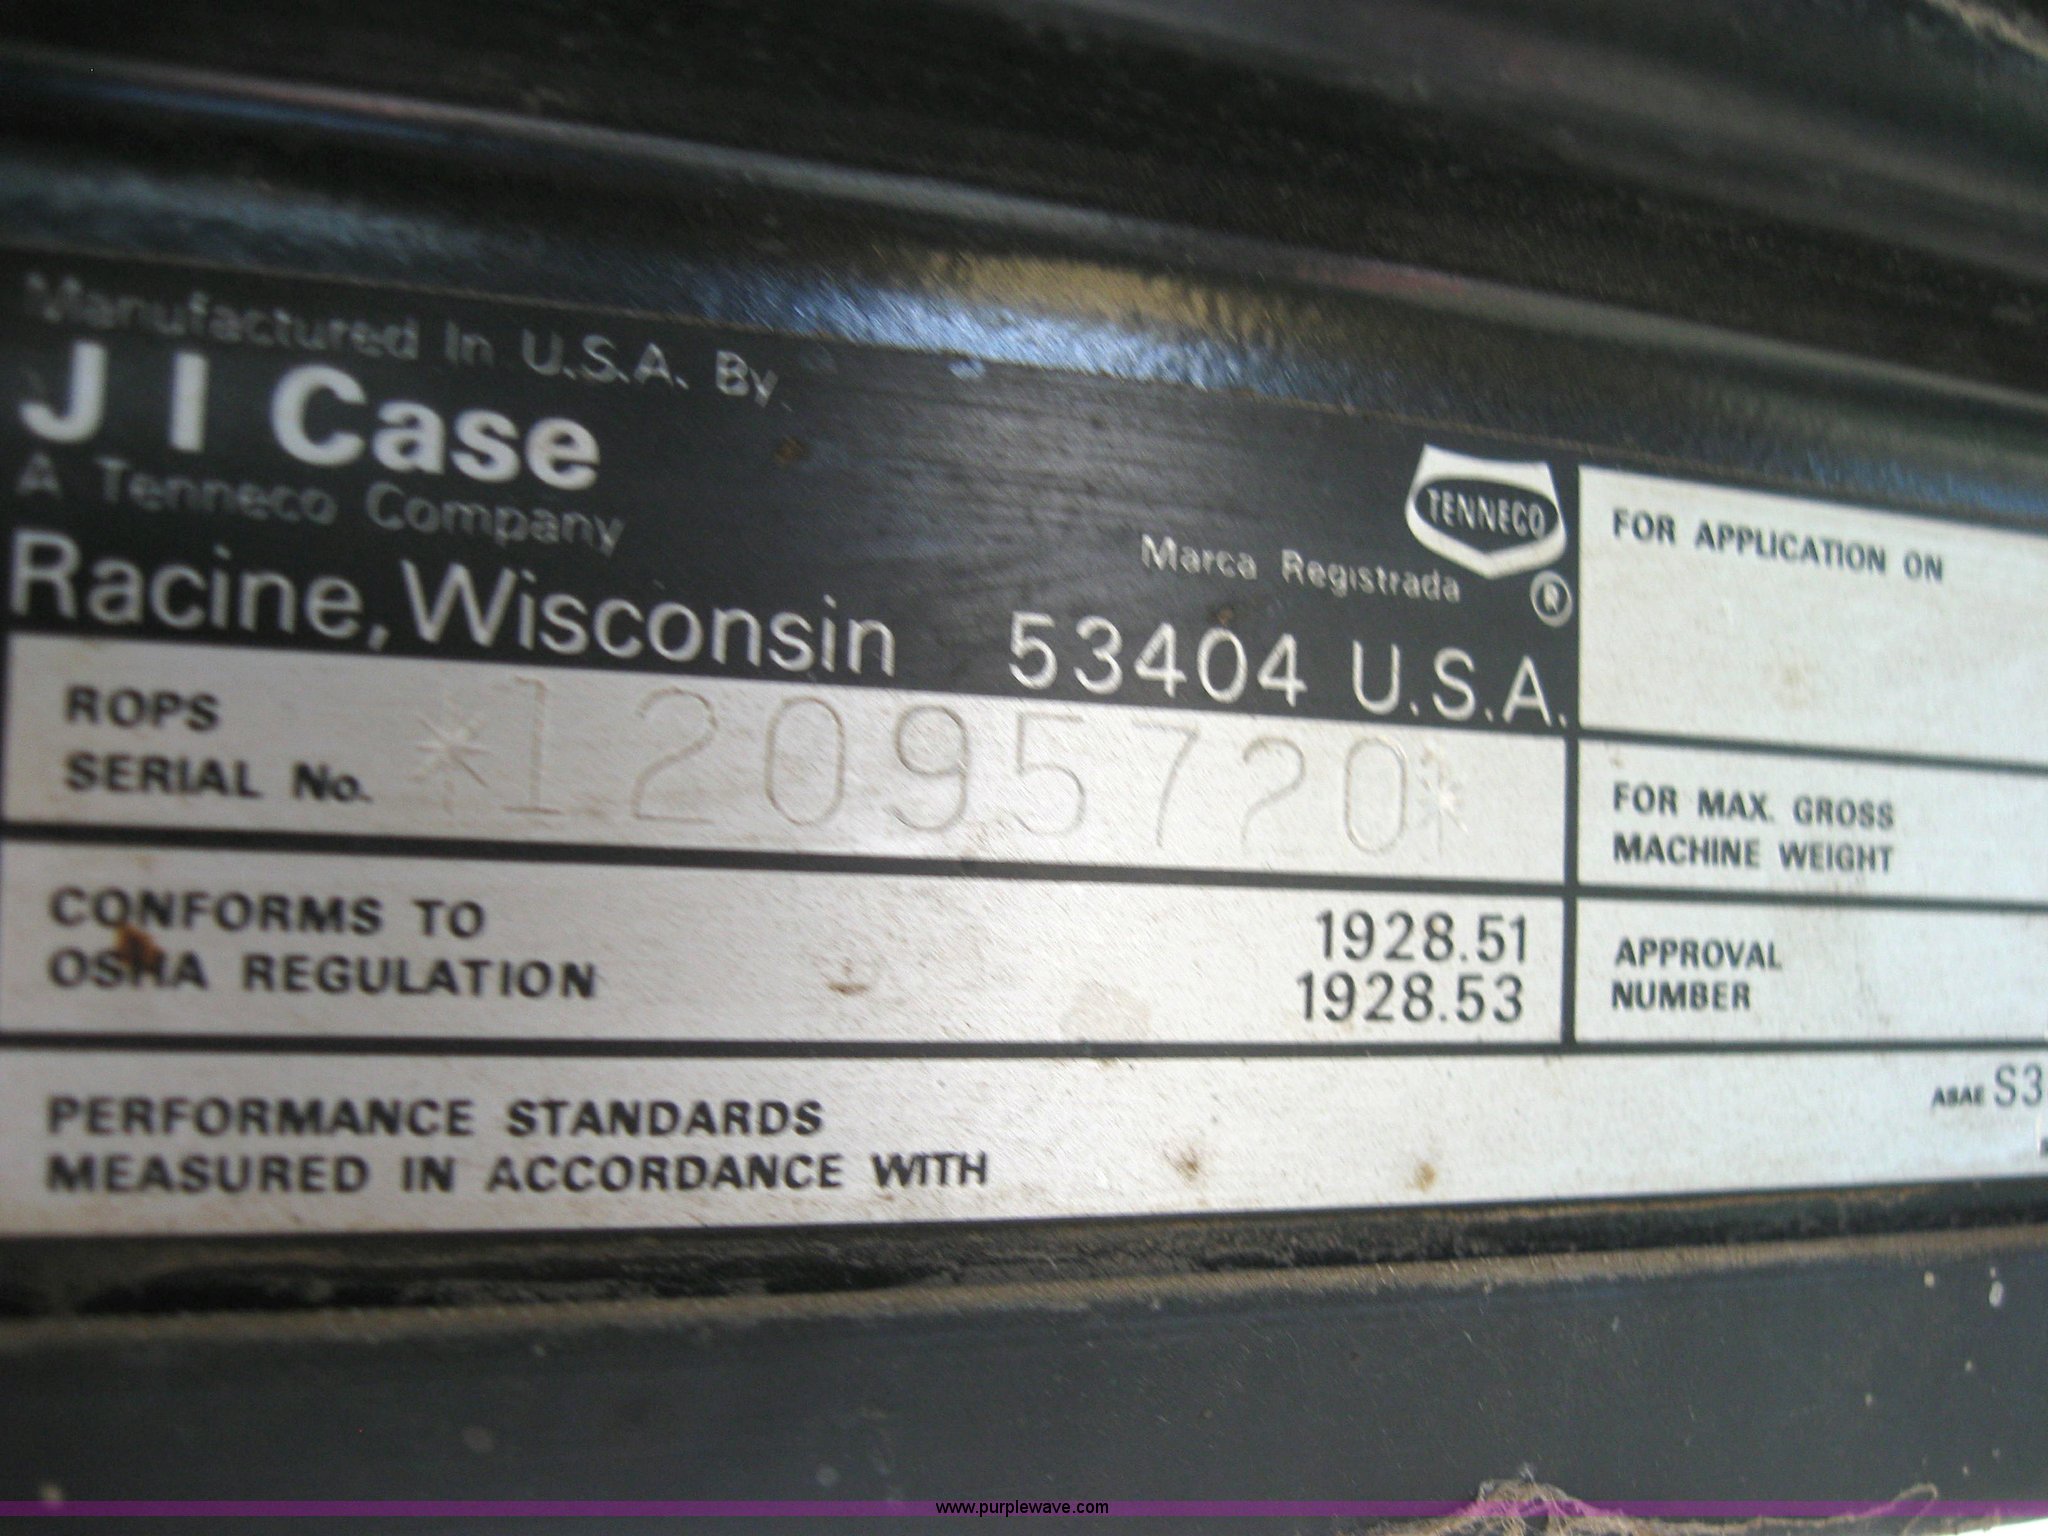 Manufactured In U.S.A. By
J I Case
A Tenneco Company
TENNECO
Marca Registrada ®
Racine, Wisconsin 53404 U.S.A.
ROPS
SERIAL No. *12095720*
CONFORMS TO
OSHA REGULATION
1928.51
1928.53
FOR APPLICATION ON
FOR MAX. GROSS
MACHINE WEIGHT
APPROVAL
NUMBER
PERFORMANCE STANDARDS
MEASURED IN ACCORDANCE WITH
ASAE S3
www.purplewave.com